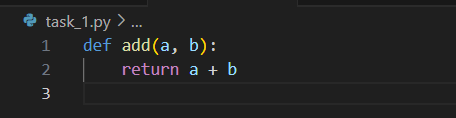 task_1.py > ...
1 def add(a, b):
2     return a + b
3